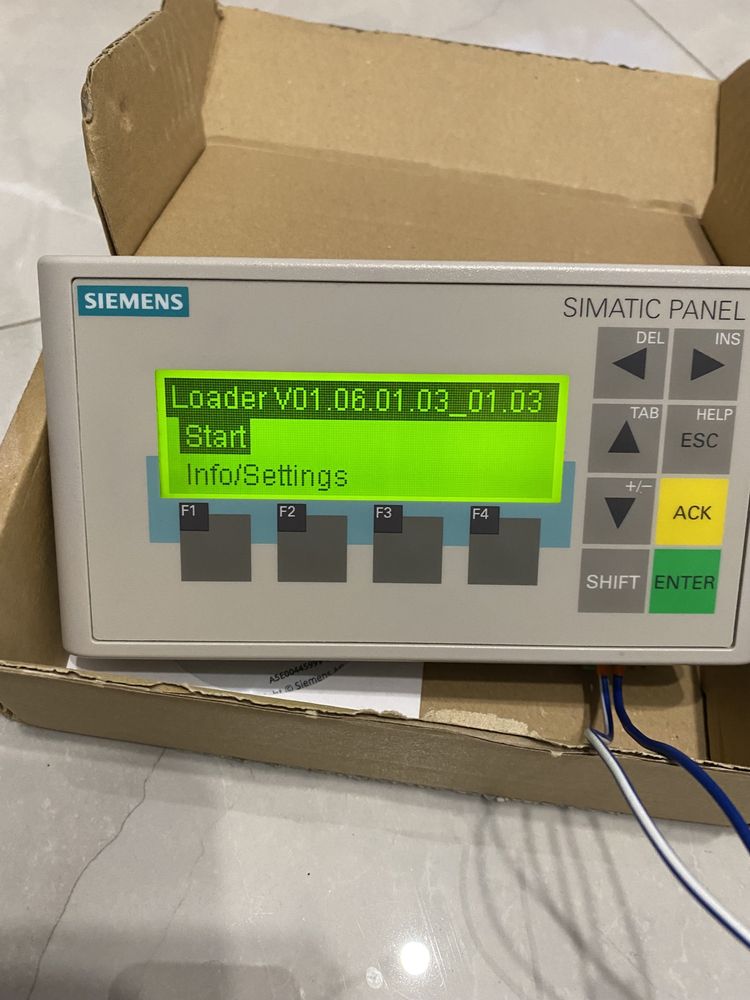 SIEMENS
SIMATIC PANEL
DEL
INS
Loader V01.06.01.03_01.03
Start
Info/Settings
TAB
HELP
ESC
+/−
ACK
F1
F2
F3
F4
SHIFT
ENTER
© Siemens